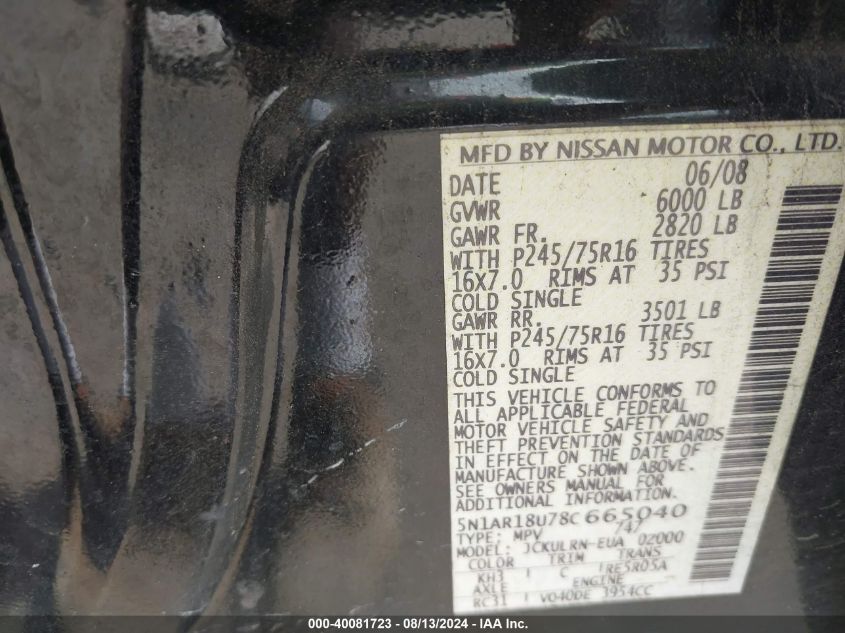 MFD BY NISSAN MOTOR CO., LTD.
DATE 06/08
GVWR 6000 LB
GAWR FR. 2820 LB
WITH P245/75R16 TIRES
16X7.0 RIMS AT 35 PSI
COLD SINGLE
GAWR RR. 3501 LB
WITH P245/75R16 TIRES
16X7.0 RIMS AT 35 PSI
COLD SINGLE
THIS VEHICLE CONFORMS TO
ALL APPLICABLE FEDERAL
MOTOR VEHICLE SAFETY AND
THEFT PREVENTION STANDARDS
IN EFFECT ON THE DATE OF
MANUFACTURE SHOWN ABOVE.
SEE OWNERS MANUAL FOR
ADDITIONAL INFORMATION.
5N1AR18U78C 665040
TYPE: MPV 747
MODEL: JCKULRN-EUA 02000
COLOR TRIM TRANS
KH3 C RE5R05A
AXLE ENGINE
RC31 VQ40DE 3954CC
000-40081723 - 08/13/2024 - COPYRIGHT IAA, LLC.